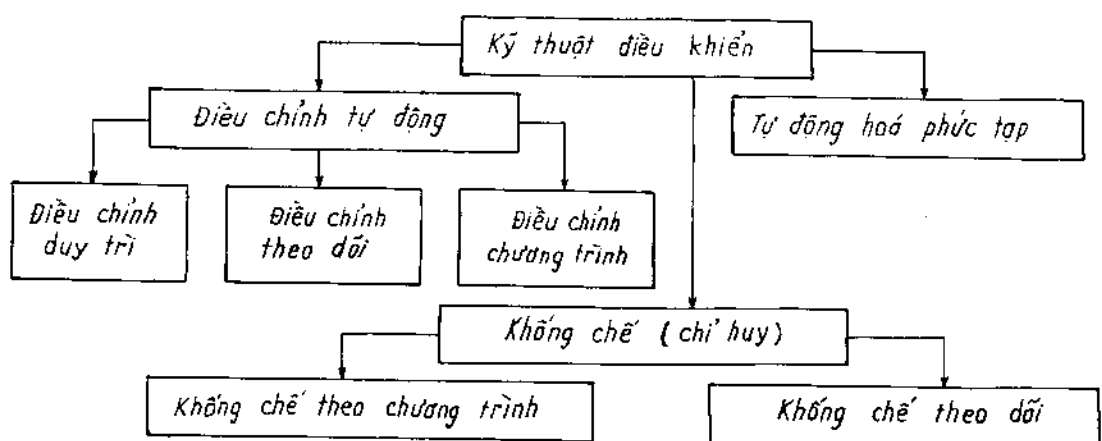 Kỹ thuật điều khiển
Điều chỉnh tự động
Tự động hoá phức tạp
Điều chỉnh
duy trì
Điều chỉnh
theo dõi
Điều chỉnh
chương trình
Khống chế (chỉ huy)
Khống chế theo chương trình
Khống chế theo dõi